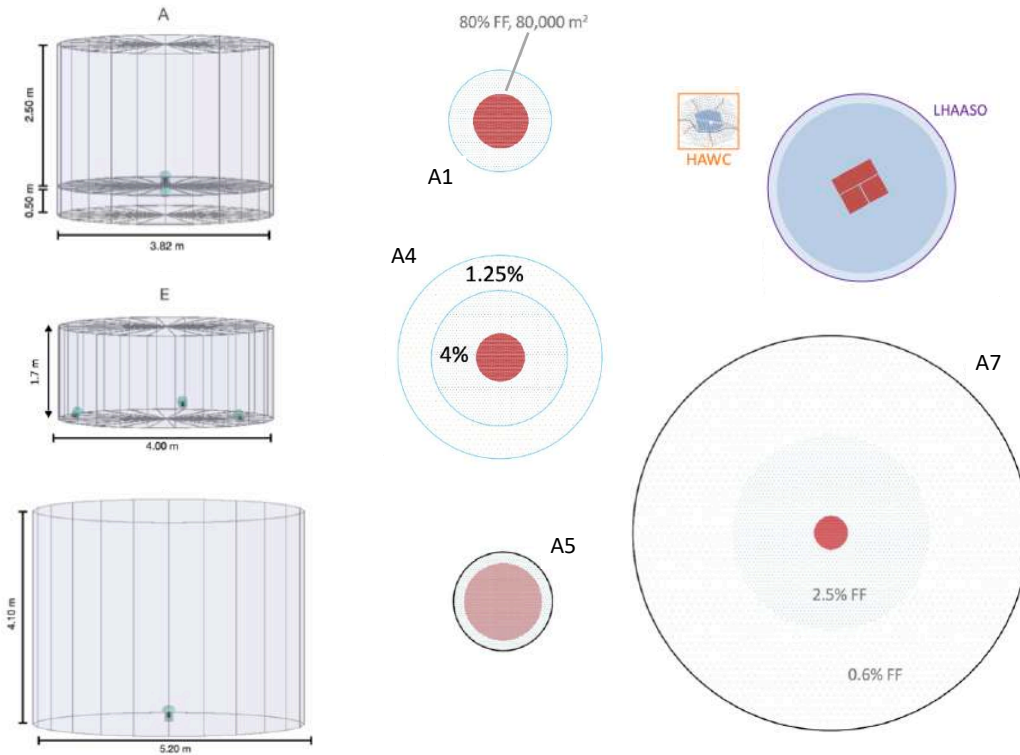 A
2.50 m
0.50 m
3.82 m
E
1.7 m
4.00 m
4.10 m
5.20 m
80% FF, 80,000 m²
A1
A4
1.25%
4%
A5
HAWC
LHAASO
A7
2.5% FF
0.6% FF